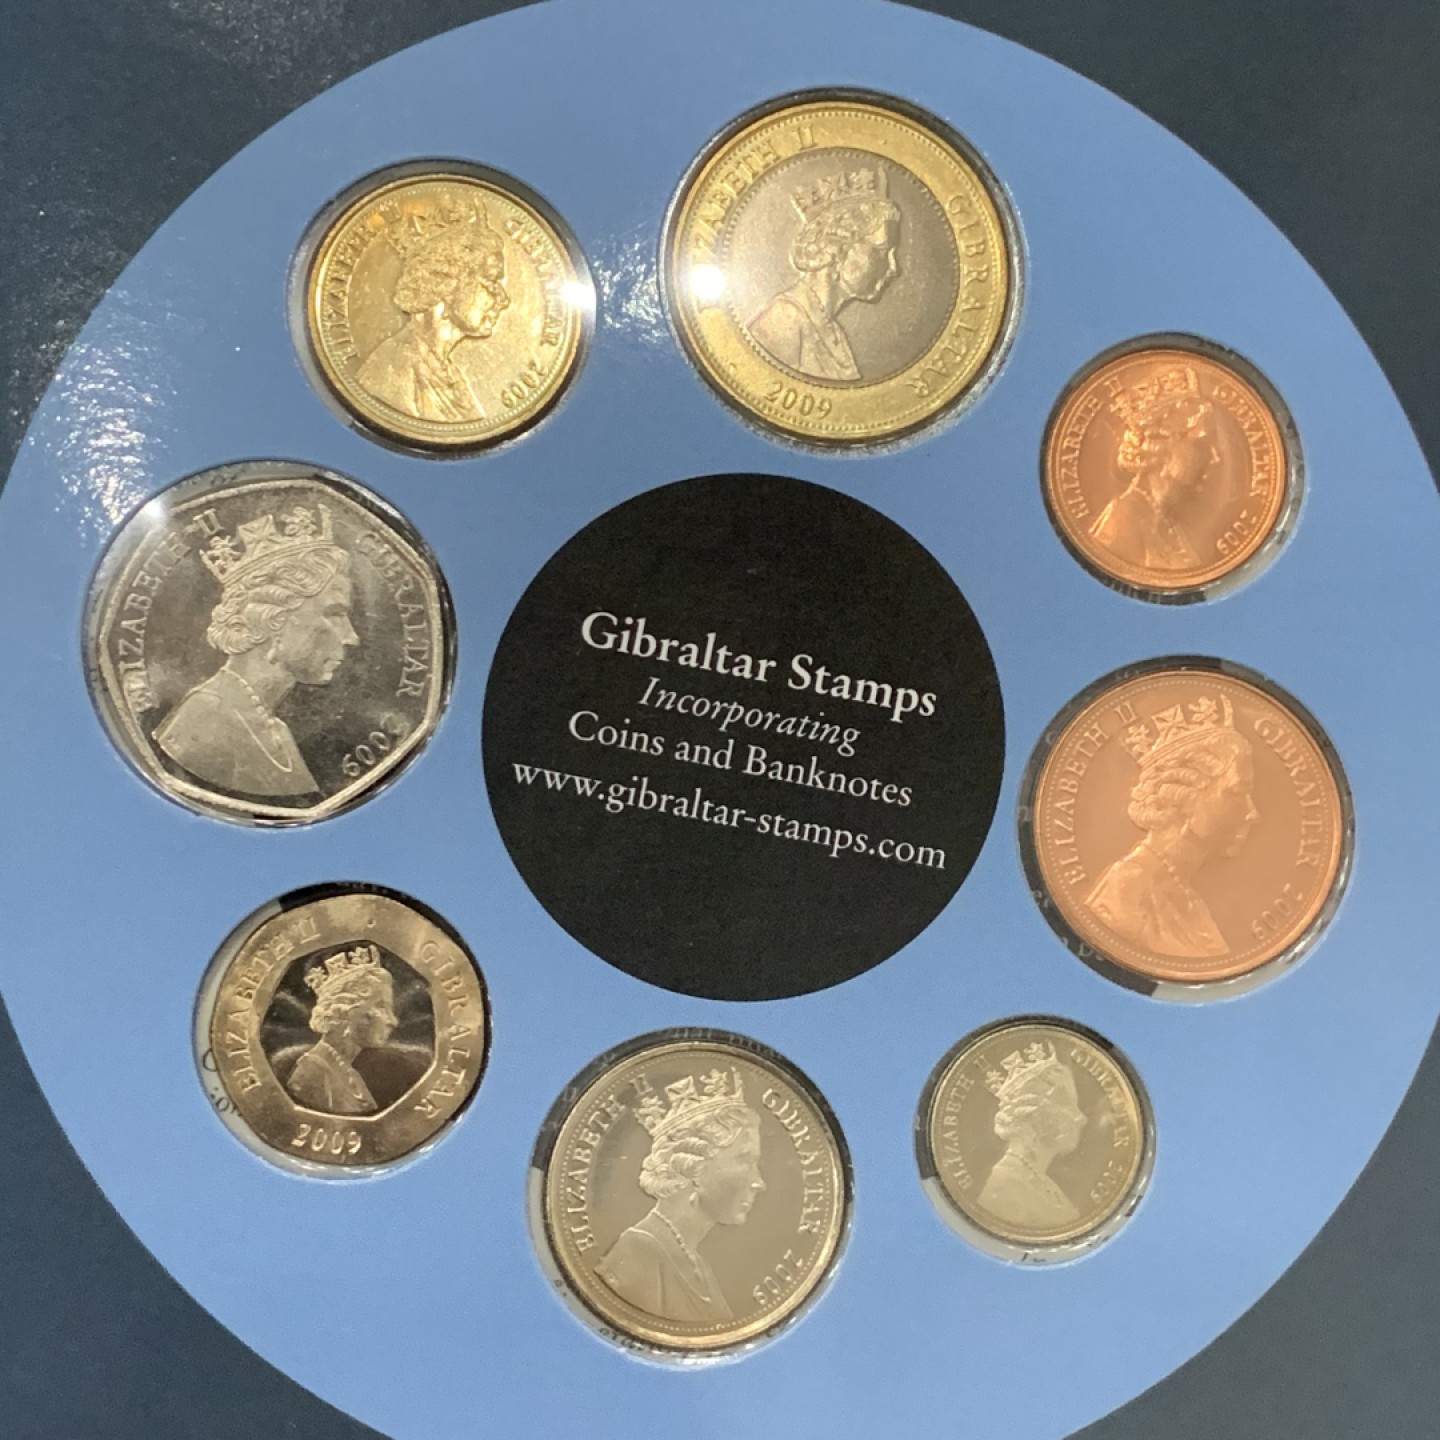 ELIZABETH II GIBRALTAR 2009
ELIZABETH GIBRALTAR 2009
ELIZABETH II GIBRALTAR 2009
ELIZABETH II GIBRALTAR 2009
Gibraltar Stamps
Incorporating
Coins and Banknotes
www.gibraltar-stamps.com
ELIZABETH II GIBRALTAR 2009
ELIZABETH II GIBRALTAR 2009
ELIZABETH II GIBRALTAR 2009
ELIZABETH II GIBRALTAR 2009